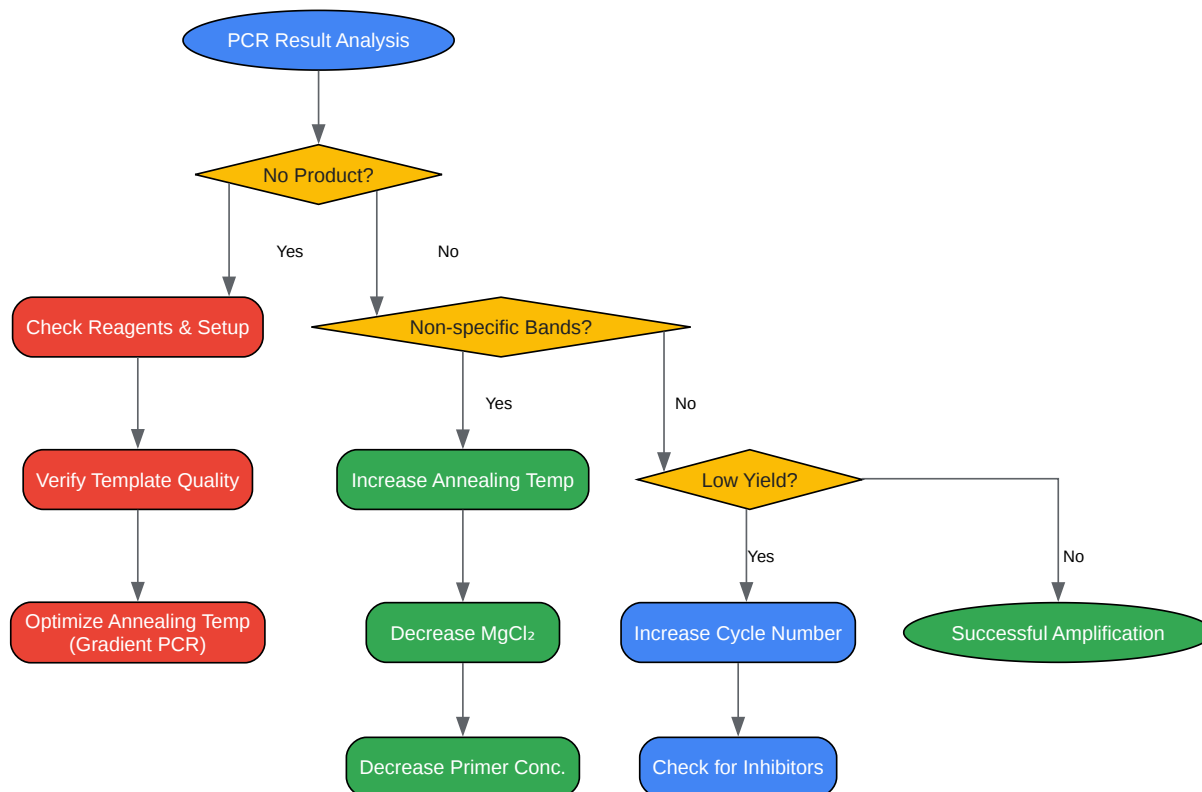 PCR Result Analysis
No Product?
Yes
No
Check Reagents & Setup
Non-specific Bands?
Yes
No
Verify Template Quality
Increase Annealing Temp
Low Yield?
Yes
No
Optimize Annealing Temp
(Gradient PCR)
Decrease MgCl₂
Increase Cycle Number
Successful Amplification
Decrease Primer Conc.
Check for Inhibitors